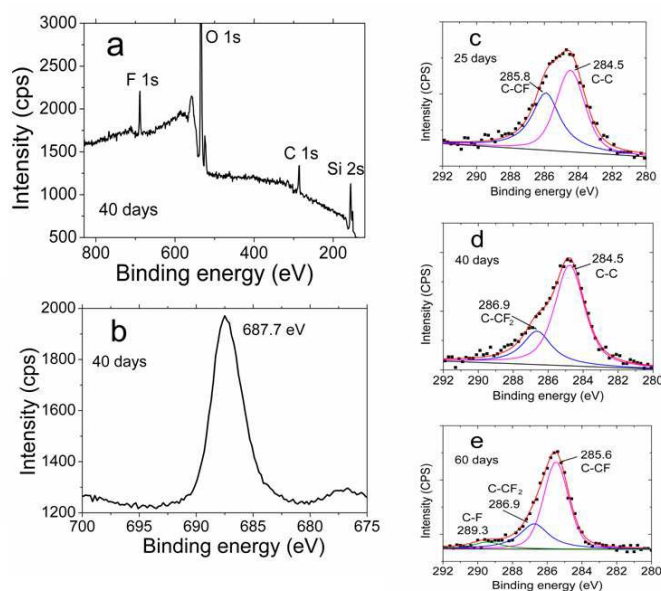 a
F 1s
O 1s
C 1s
Si 2s
40 days
Intensity (cps)
3000
2500
2000
1500
1000
500
800 600 400 200
Binding energy (eV)
b
687.7 eV
40 days
Intensity (cps)
2000
1800
1600
1400
1200
700 695 690 685 680 675
Binding energy (eV)
c
25 days
285.8
C-CF
284.5
C-C
Intensity (CPS)
292 290 288 286 284 282 280
Binding energy (eV)
d
40 days
284.5
C-C
286.9
C-CF₂
Intensity (CPS)
292 290 288 286 284 282 280
Binding energy (eV)
e
60 days
285.6
C-CF
C-CF₂
286.9
C-F
289.3
Intensity (CPS)
292 290 288 286 284 282 280
Binding energy (eV)